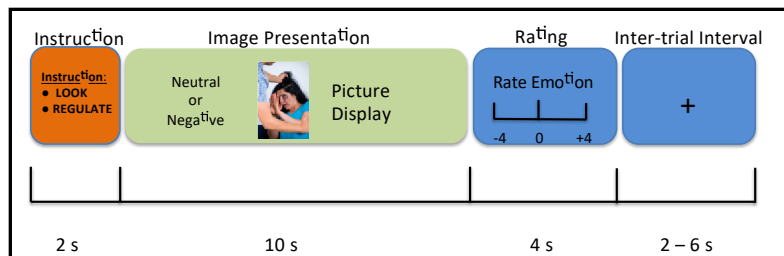 Instruction
Image Presentation
Rating
Inter-trial Interval
Instruction:
● LOOK
● REGULATE
Neutral
or
Negative
Picture
Display
Rate Emotion
-4 0 +4
+
2 s
10 s
4 s
2 – 6 s